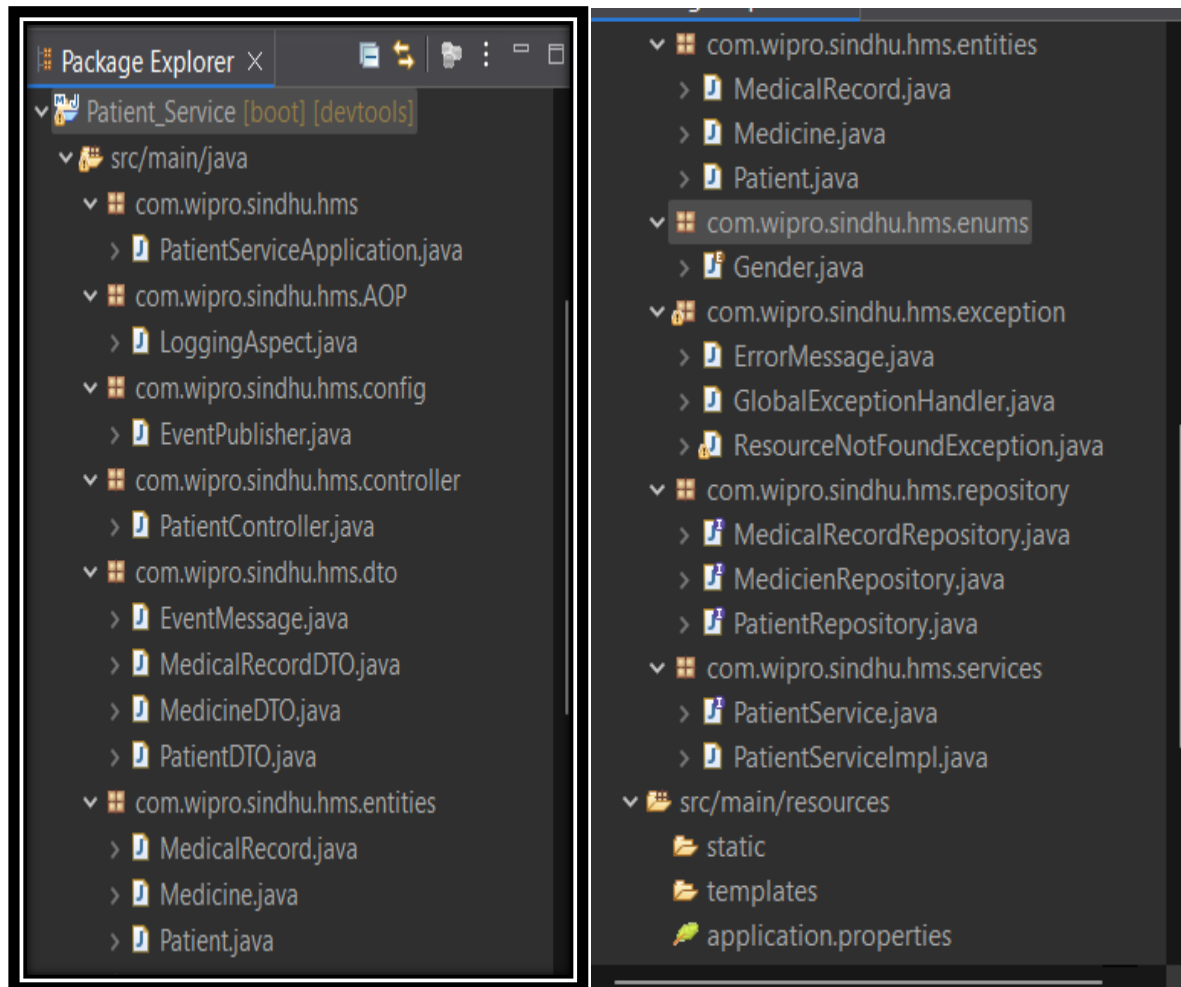 Package Explorer
Patient_Service [boot] [devtools]
src/main/java
com.wipro.sindhu.hms
PatientServiceApplication.java
com.wipro.sindhu.hms.AOP
LoggingAspect.java
com.wipro.sindhu.hms.config
EventPublisher.java
com.wipro.sindhu.hms.controller
PatientController.java
com.wipro.sindhu.hms.dto
EventMessage.java
MedicalRecordDTO.java
MedicineDTO.java
PatientDTO.java
com.wipro.sindhu.hms.entities
MedicalRecord.java
Medicine.java
Patient.java
com.wipro.sindhu.hms.entities
MedicalRecord.java
Medicine.java
Patient.java
com.wipro.sindhu.hms.enums
Gender.java
com.wipro.sindhu.hms.exception
ErrorMessage.java
GlobalExceptionHandler.java
ResourceNotFoundException.java
com.wipro.sindhu.hms.repository
MedicalRecordRepository.java
MedicienRepository.java
PatientRepository.java
com.wipro.sindhu.hms.services
PatientService.java
PatientServiceImpl.java
src/main/resources
static
templates
application.properties